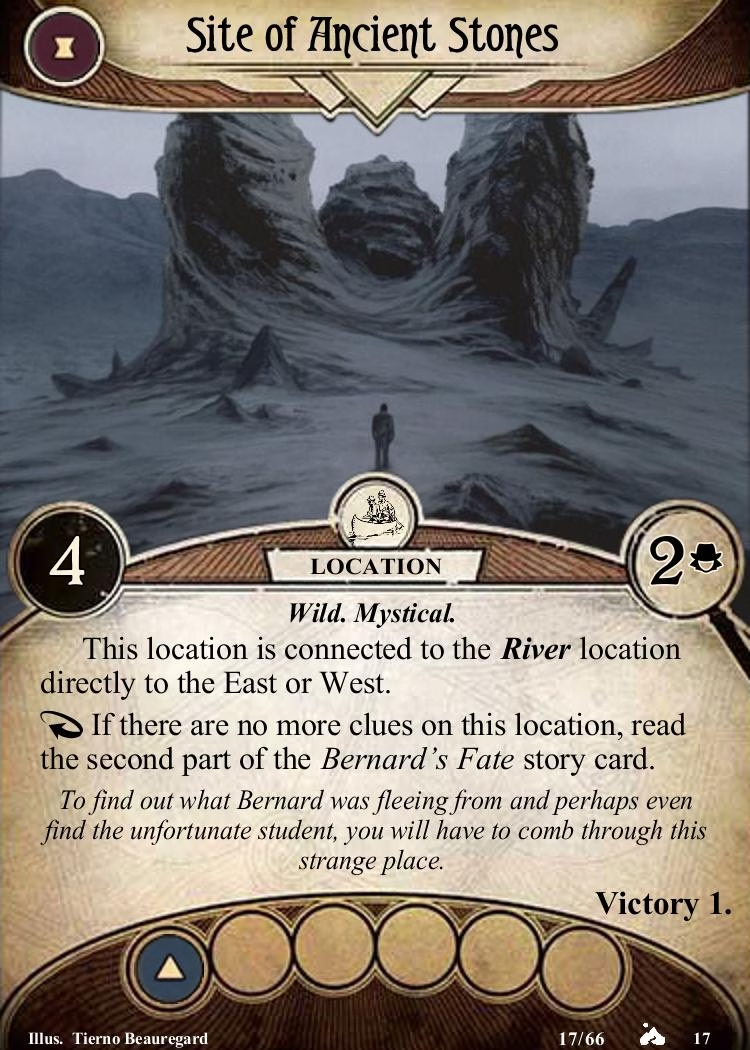 Site of Ancient Stones
4
LOCATION
2
Wild. Mystical.
This location is connected to the River location
directly to the East or West.
If there are no more clues on this location, read
the second part of the Bernard’s Fate story card.
To find out what Bernard was fleeing from and perhaps even
find the unfortunate student, you will have to comb through this
strange place.
Victory 1.
Illus. Tierno Beauregard
17/66
17